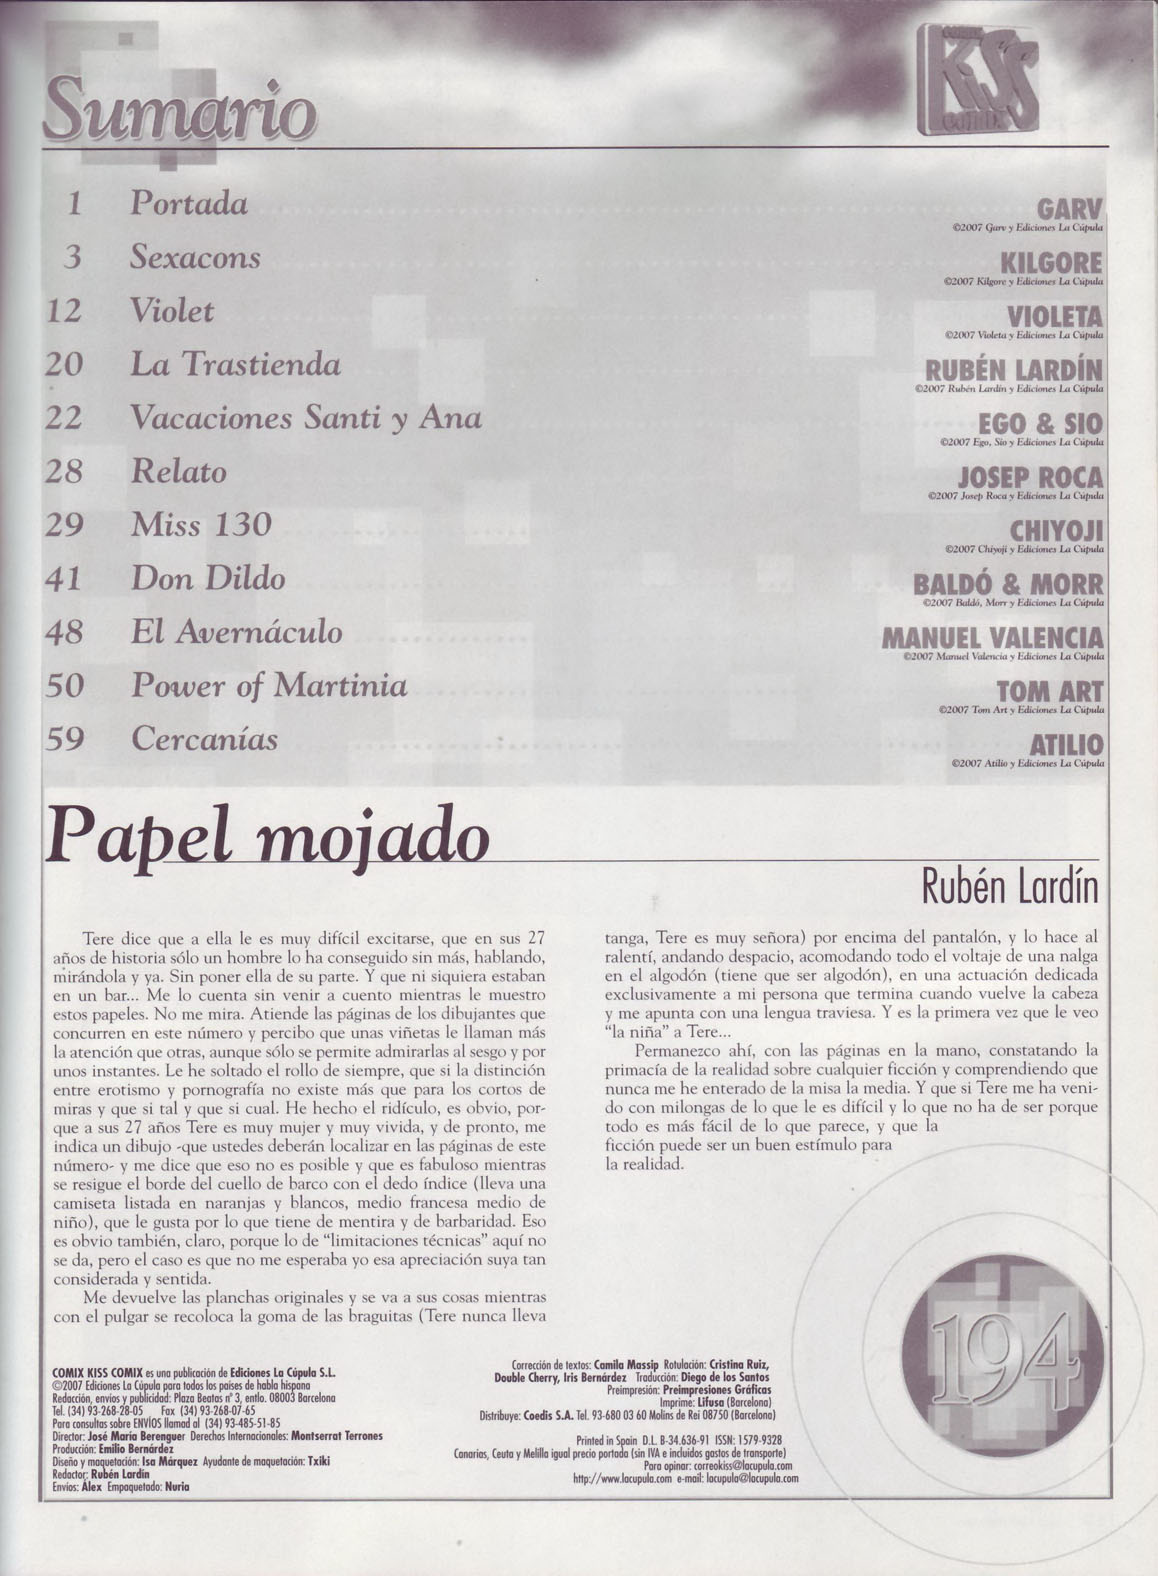 Sumario
KISS COMIX
1 Portada GARV
©2007 Garv y Ediciones La Cúpula
3 Sexacons KILGORE
©2007 Kilgore y Ediciones La Cúpula
12 Violet VIOLETA
©2007 Violeta y Ediciones La Cúpula
20 La Trastienda RUBÉN LARDÍN
©2007 Rubén Lardín y Ediciones La Cúpula
22 Vacaciones Santi y Ana EGO & SIO
©2007 Ego, Sio y Ediciones La Cúpula
28 Relato JOSEP ROCA
©2007 Josep Roca y Ediciones La Cúpula
29 Miss 130 CHIYOJI
©2007 Chiyoji y Ediciones La Cúpula
41 Don Dildo BALDÓ & MORR
©2007 Baldó, Morr y Ediciones La Cúpula
48 El Avernáculo MANUEL VALENCIA
©2007 Manuel Valencia y Ediciones La Cúpula
50 Power of Martinia TOM ART
©2007 Tom Art y Ediciones La Cúpula
59 Cercanías ATILIO
©2007 Atilio y Ediciones La Cúpula
Papel mojado
Rubén Lardín
Tere dice que a ella le es muy difícil excitarse, que en sus 27
años de historia sólo un hombre lo ha conseguido sin más, hablando,
mirándola y ya. Sin poner ella de su parte. Y que ni siquiera estaban
en un bar... Me lo cuenta sin venir a cuento mientras le muestro
estos papeles. No me mira. Atiende las páginas de los dibujantes que
concurren en este número y percibo que unas viñetas le llaman más
la atención que otras, aunque sólo se permite admirarlas al sesgo y por
unos instantes. Le he soltado el rollo de siempre, que si la distinción
entre erotismo y pornografía no existe más que para los cortos de
miras y que si tal y que si cual. He hecho el ridículo, es obvio, por-
que a sus 27 años Tere es muy mujer y muy vivida, y de pronto, me
indica un dibujo -que ustedes deberán localizar en las páginas de este
número- y me dice que eso no es posible y que es fabuloso mientras
se resigue el borde del cuello de barco con el dedo índice (lleva una
camiseta listada en naranjas y blancos, medio francesa medio de
niño), que le gusta por lo que tiene de mentira y de barbaridad. Eso
es obvio también, claro, porque lo de “limitaciones técnicas” aquí no
se da, pero el caso es que no me esperaba yo esa apreciación suya tan
considerada y sentida.
Me devuelve las planchas originales y se va a sus cosas mientras
con el pulgar se recoloca la goma de las braguitas (Tere nunca lleva
tanga, Tere es muy señora) por encima del pantalón, y lo hace al
ralentí, andando despacio, acomodando todo el voltaje de una nalga
en el algodón (tiene que ser algodón), en una actuación dedicada
exclusivamente a mi persona que termina cuando vuelve la cabeza
y me apunta con una lengua traviesa. Y es la primera vez que le veo
“la niña” a Tere...
Permanezco ahí, con las páginas en la mano, constatando la
primacía de la realidad sobre cualquier ficción y comprendiendo que
nunca me he enterado de la misa la media. Y que si Tere me ha veni-
do con milongas de lo que le es difícil y lo que no ha de ser porque
todo es más fácil de lo que parece, y que la
ficción puede ser un buen estímulo para
la realidad.
194
COMIX KISS COMIX es una publicación de Ediciones La Cúpula S.L.
©2007 Ediciones La Cúpula para todos los países de habla hispana
Redacción, envíos y publicidad: Plaza Beatas nº 3, entlo. 08003 Barcelona
Tel. (34) 93-268-28-05 Fax (34) 93-268-07-65
Para consultas sobre ENVÍOS llamad al (34) 93-485-51-85
Director: José María Berenguer Derechos Internacionales: Montserrat Terrones
Producción: Emilio Bernárdez
Diseño y maquetación: Isa Márquez Ayudante de maquetación: Txiki
Redactor: Rubén Lardín
Envíos: Álex Empaquetado: Nuria
Corrección de textos: Camila Massip Rotulación: Cristina Ruiz,
Double Cherry, Iris Bernárdez Traducción: Diego de los Santos
Preimpresión: Preimpresiones Gráficas
Imprime: Lifusa (Barcelona)
Distribuye: Coedis S.A. Tel. 93-680 03 60 Molins de Rei 08750 (Barcelona)
Printed in Spain D.L. B-34.636-91 ISSN: 1579-9328
Canarias, Ceuta y Melilla igual precio portada (sin IVA e incluidos gastos de transporte)
Para opinar: correokiss@lacupula.com
http://www.lacupula.com e-mail: lacupula@lacupula.com